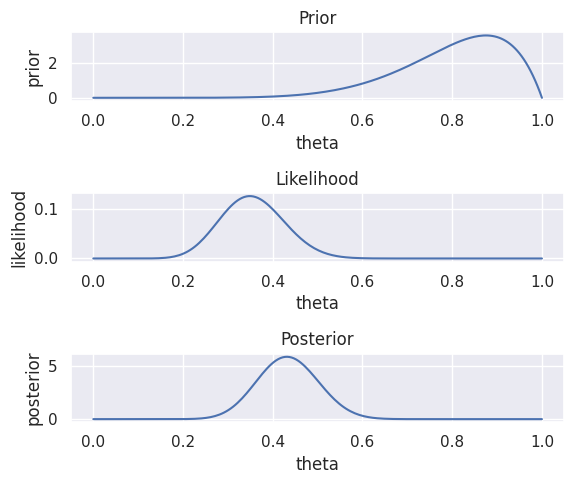 Prior
prior
2
0
0.0 0.2 0.4 0.6 0.8 1.0
theta
Likelihood
likelihood
0.1
0.0
0.0 0.2 0.4 0.6 0.8 1.0
theta
Posterior
posterior
5
0
0.0 0.2 0.4 0.6 0.8 1.0
theta